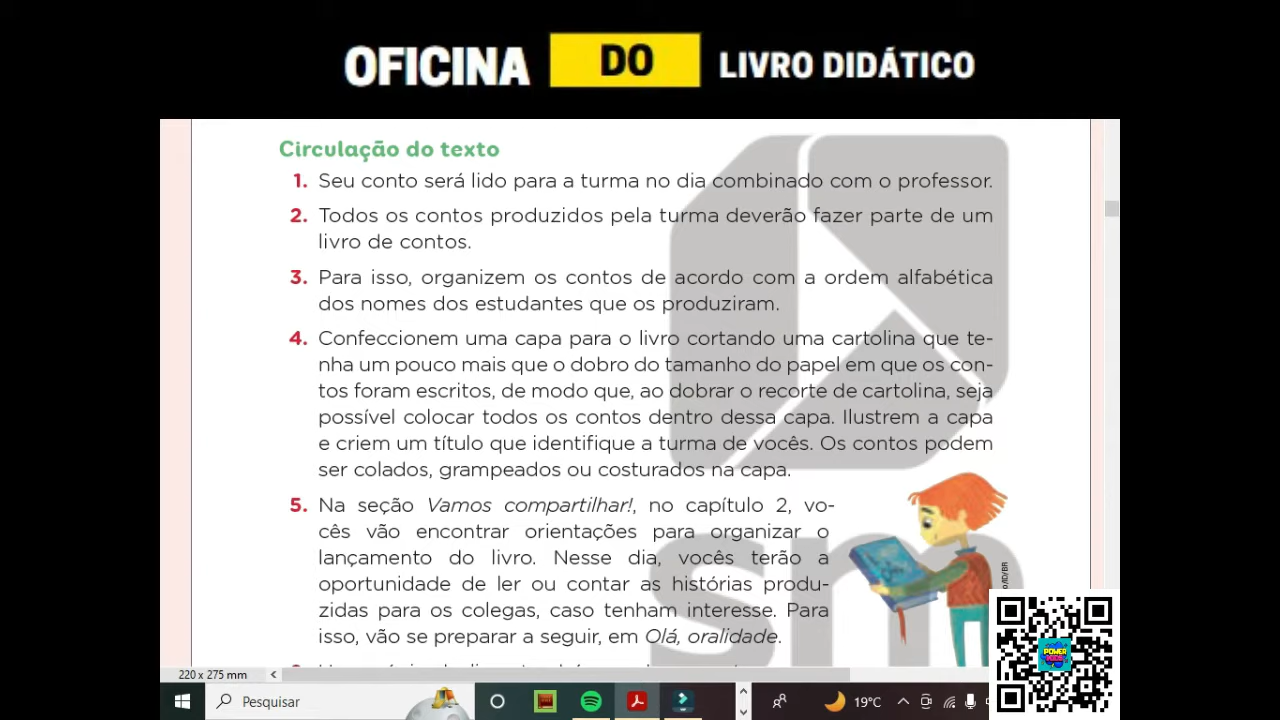 OFICINA DO LIVRO DIDÁTICO
Circulação do texto
1. Seu conto será lido para a turma no dia combinado com o professor.
2. Todos os contos produzidos pela turma deverão fazer parte de um
livro de contos.
3. Para isso, organizem os contos de acordo com a ordem alfabética
dos nomes dos estudantes que os produziram.
4. Confeccionem uma capa para o livro cortando uma cartolina que te-
nha um pouco mais que o dobro do tamanho do papel em que os con-
tos foram escritos, de modo que, ao dobrar o recorte de cartolina, seja
possível colocar todos os contos dentro dessa capa. Ilustrem a capa
e criem um título que identifique a turma de vocês. Os contos podem
ser colados, grampeados ou costurados na capa.
5. Na seção Vamos compartilhar!, no capítulo 2, vo-
cês vão encontrar orientações para organizar o
lançamento do livro. Nesse dia, vocês terão a
oportunidade de ler ou contar as histórias produ-
zidas para os colegas, caso tenham interesse. Para
isso, vão se preparar a seguir, em Olá, oralidade.
sm
/ID/BR
POWER
220 x 275 mm
Pesquisar
19°C